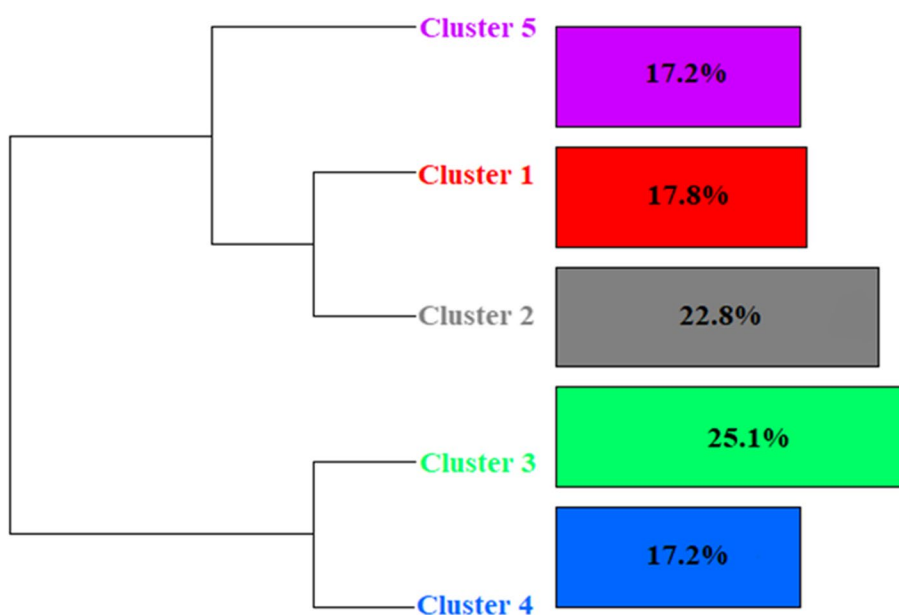 Cluster 5
17.2%
Cluster 1
17.8%
Cluster 2
22.8%
Cluster 3
25.1%
Cluster 4
17.2%